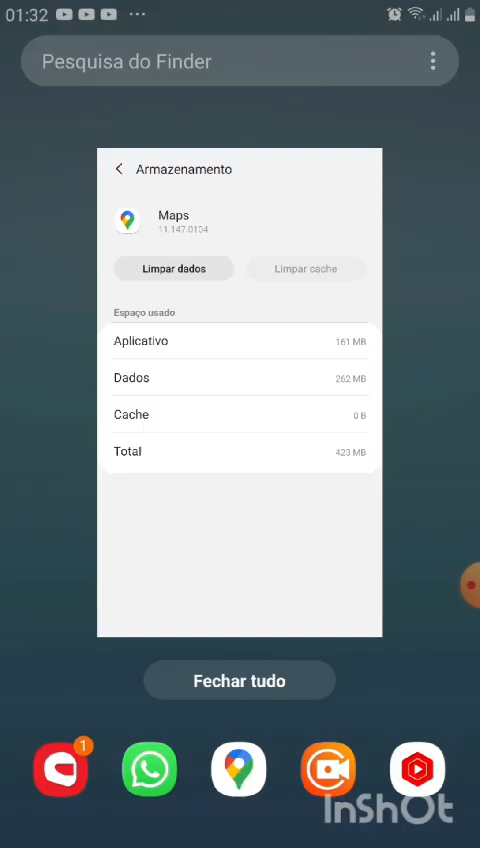 01:32
Pesquisa do Finder
Armazenamento
Maps
11.147.0104
Limpar dados
Limpar cache
Espaço usado
Aplicativo 161 MB
Dados 262 MB
Cache 0 B
Total 423 MB
Fechar tudo
1
InShOt